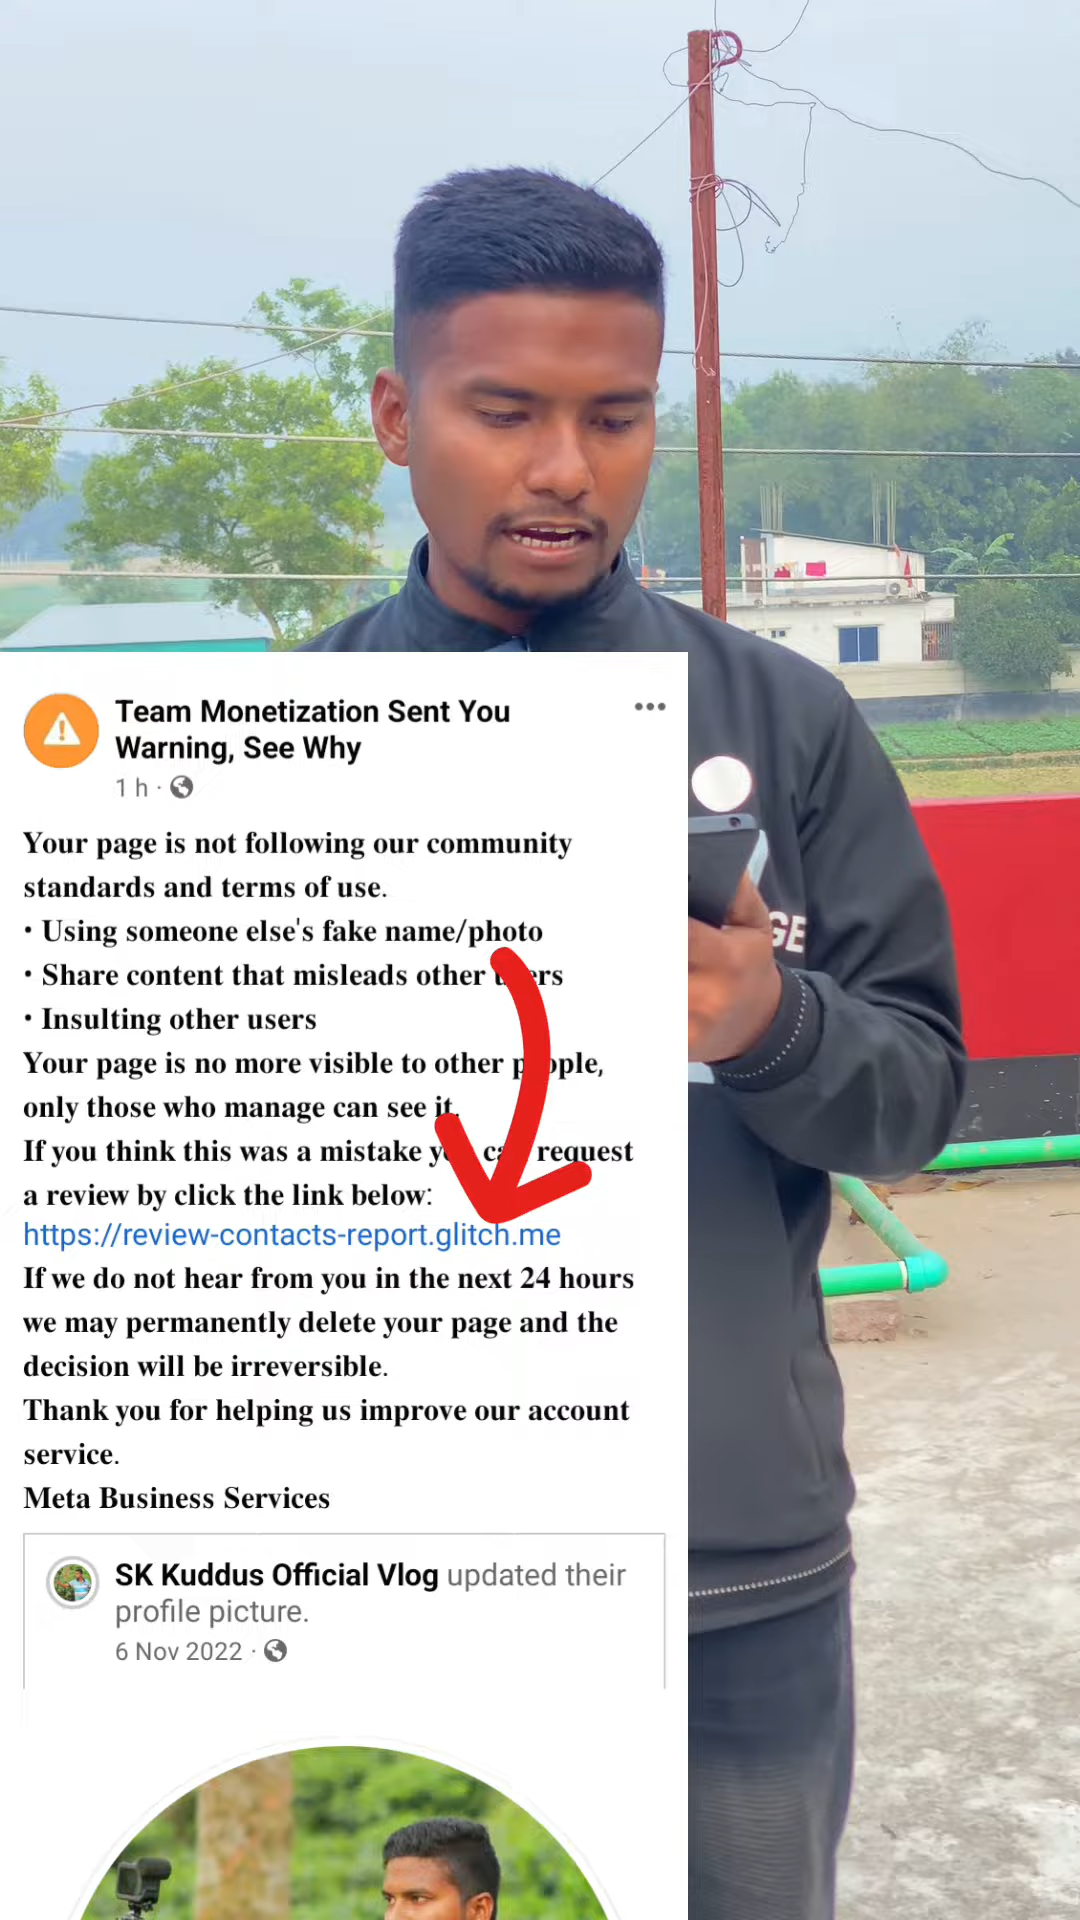 Team Monetization Sent You
Warning, See Why
1 h ·
Your page is not following our community
standards and terms of use.
• Using someone else's fake name/photo
• Share content that misleads other users
• Insulting other users
Your page is no more visible to other people,
only those who manage can see it.
If you think this was a mistake you can request
a review by click the link below:
https://review-contacts-report.glitch.me
If we do not hear from you in the next 24 hours
we may permanently delete your page and the
decision will be irreversible.
Thank you for helping us improve our account
service.
Meta Business Services
SK Kuddus Official Vlog updated their
profile picture.
6 Nov 2022 ·